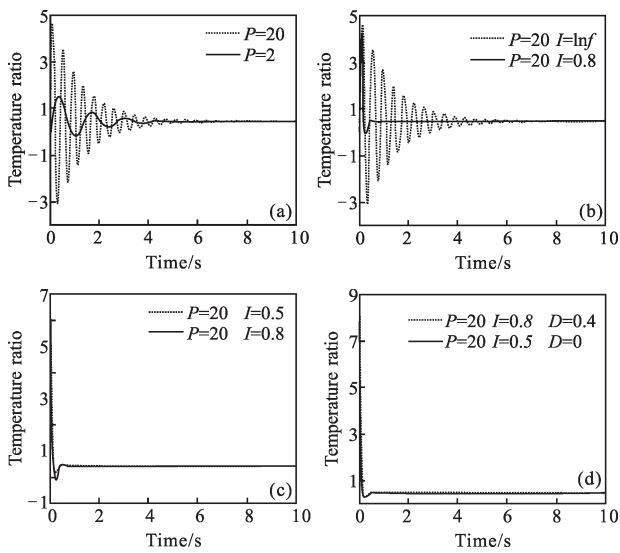 5
3
1
−1
−3
0 2 4 6 8 10
Temperature ratio
Time/s
P=20
P=2
(a)
5
3
1
−1
−3
0 2 4 6 8 10
Temperature ratio
Time/s
P=20 I=lnf
P=20 I=0.8
(b)
7
5
3
1
−1
0 2 4 6 8 10
Temperature ratio
Time/s
P=20 I=0.5
P=20 I=0.8
(c)
9
7
5
3
1
0 2 4 6 8 10
Temperature ratio
Time/s
P=20 I=0.8 D=0.4
P=20 I=0.5 D=0
(d)